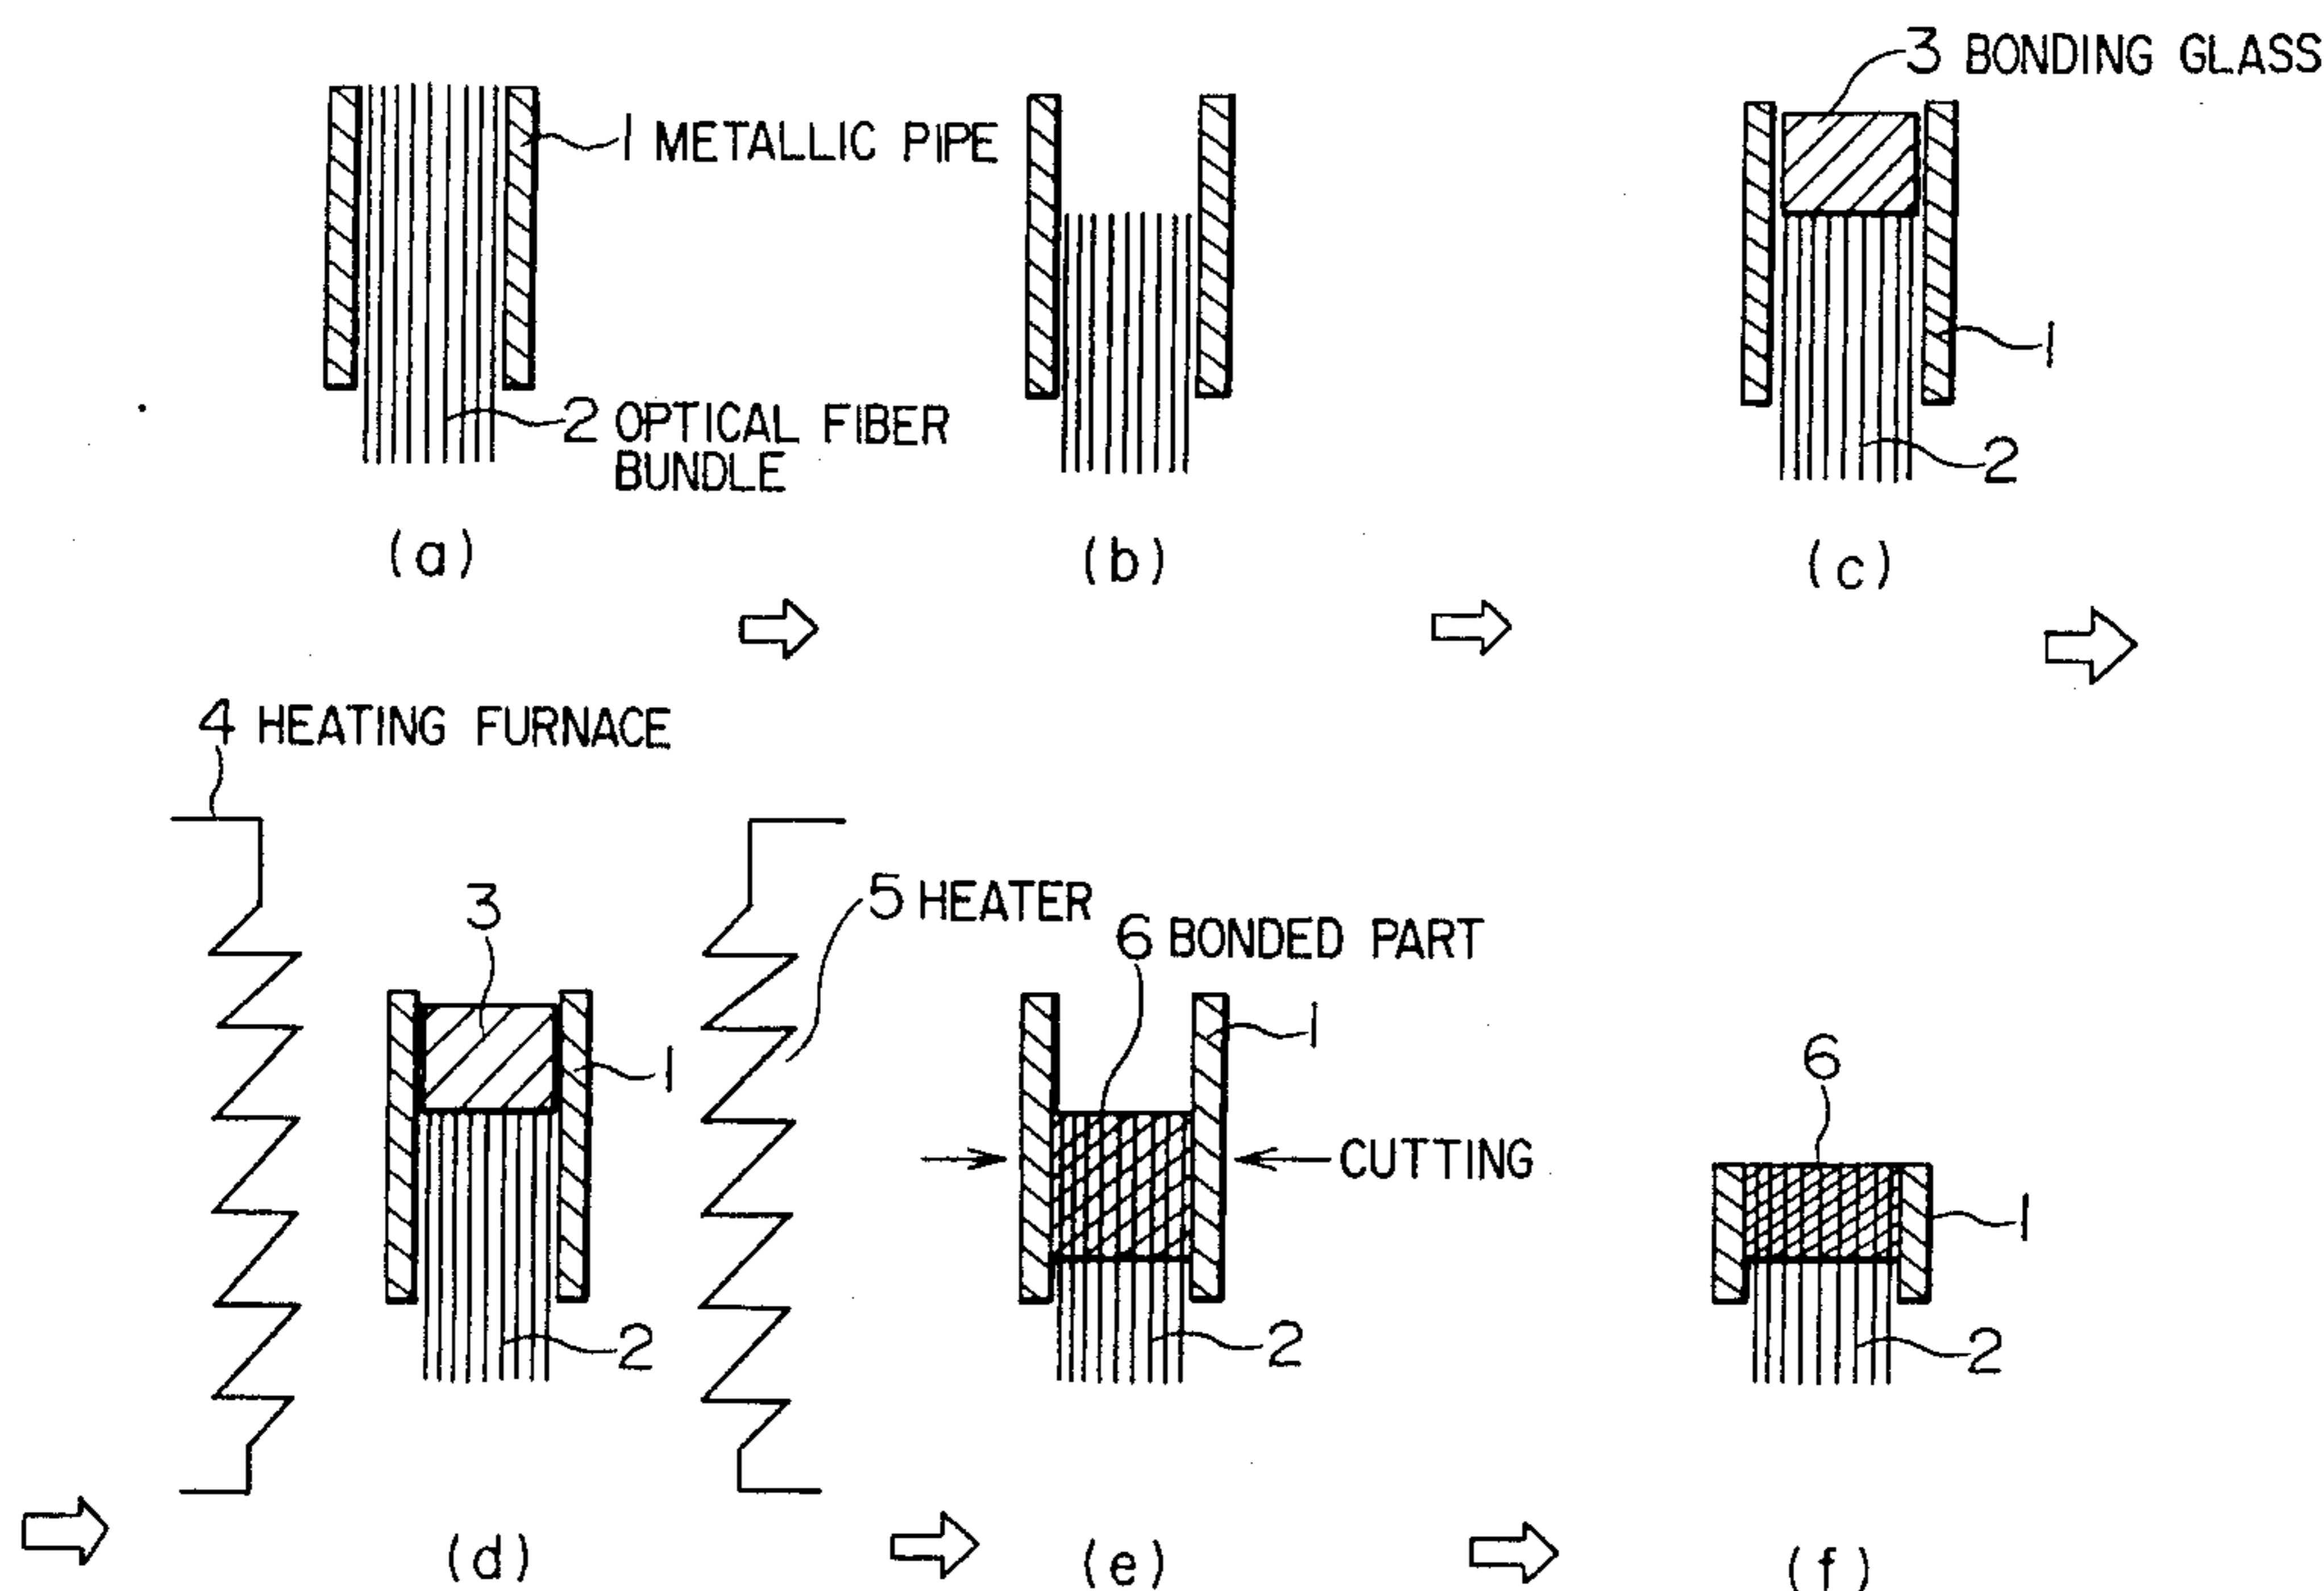 3 BONDING GLASS
1 METALLIC PIPE
2 OPTICAL FIBER
BUNDLE
1
2
(a)
(b)
(c)
4 HEATING FURNACE
3
5 HEATER
6 BONDED PART
1
1
6
CUTTING
1
2
2
2
(d)
(e)
(f)